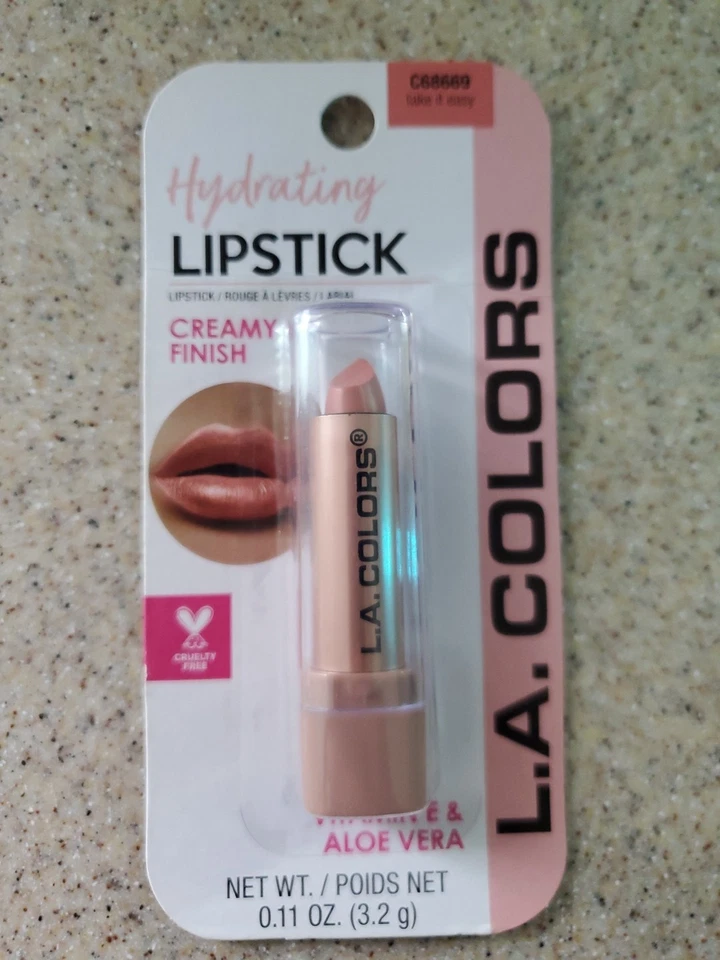 C68669
take it easy
Hydrating
LIPSTICK
LIPSTICK / ROUGE À LÈVRES / LABIAL
CREAMY
FINISH
L.A. COLORS®
CRUELTY
FREE
VITAMIN E &
ALOE VERA
NET WT. / POIDS NET
0.11 OZ. (3.2 g)
L.A. COLORS